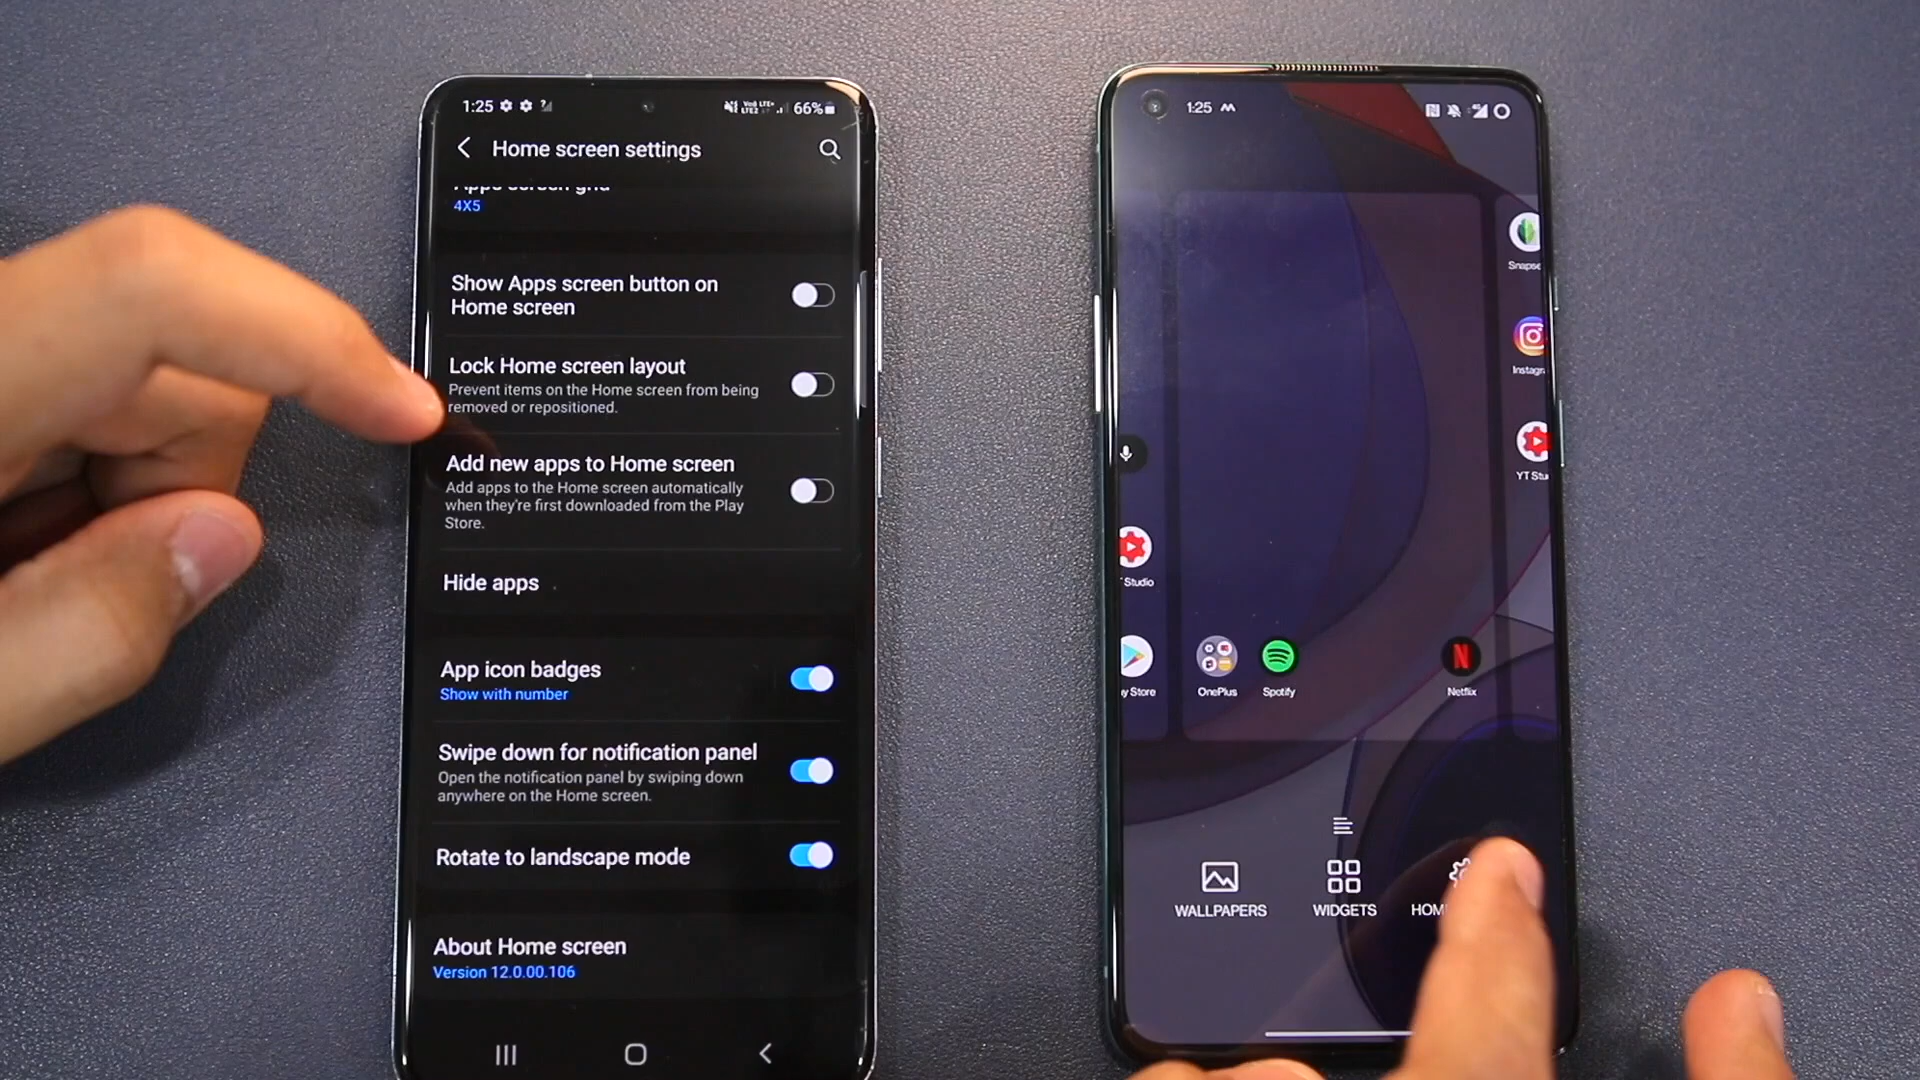 1:25
66%
Home screen settings
Apps screen grid
4X5
Show Apps screen button on
Home screen
Lock Home screen layout
Prevent items on the Home screen from being
removed or repositioned.
Add new apps to Home screen
Add apps to the Home screen automatically
when they're first downloaded from the Play
Store.
Hide apps
App icon badges
Show with number
Swipe down for notification panel
Open the notification panel by swiping down
anywhere on the Home screen.
Rotate to landscape mode
About Home screen
Version 12.0.00.106
1:25
Snapse
Instagr
YT Stu
Studio
y Store
OnePlus
Spotify
N
Netflix
WALLPAPERS
WIDGETS
HOM